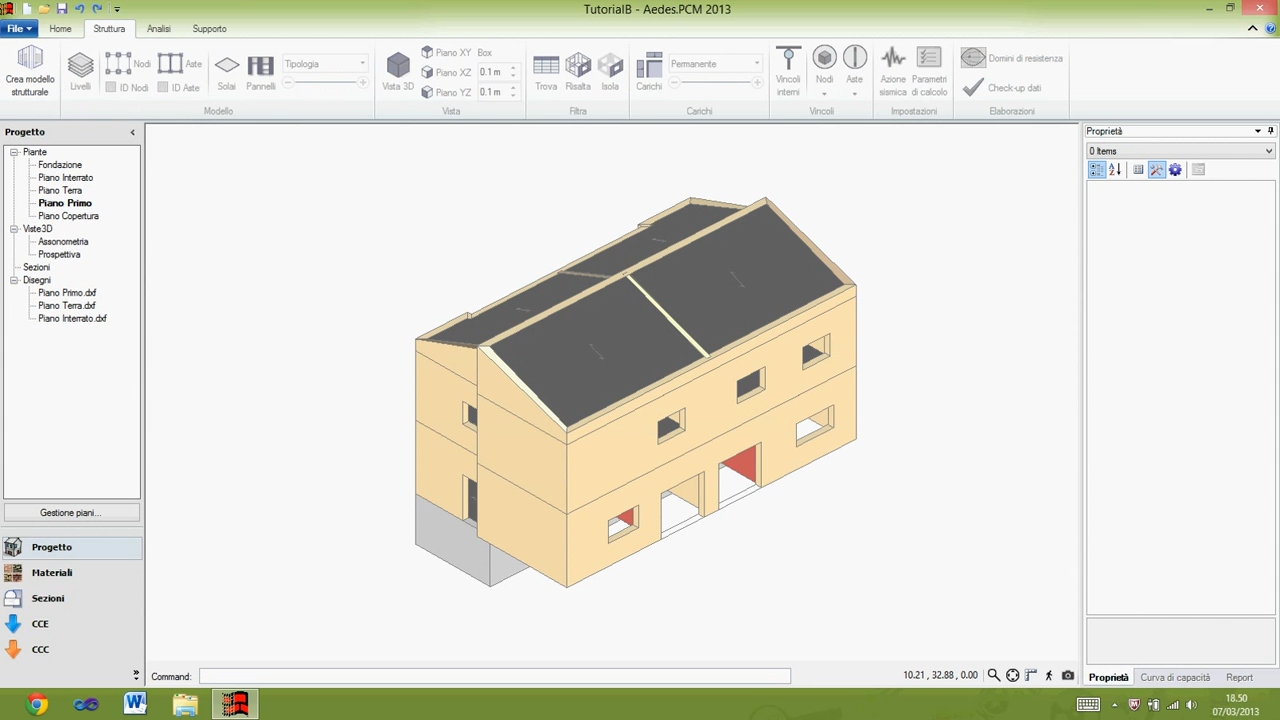 TutorialB - Aedes.PCM 2013
File
Home
Struttura
Analisi
Supporto
Crea modello
strutturale
Livelli
Nodi
Aste
ID Nodi
ID Aste
Solai
Pannelli
Tipologia
Modello
Vista 3D
Piano XY
Piano XZ
Piano YZ
Box
0.1 m
0.1 m
Vista
Trova
Risalta
Isola
Filtra
Carichi
Permanente
Carichi
Vincoli
interni
Nodi
Aste
Vincoli
Azione
sismica
Parametri
di calcolo
Impostazioni
Domini di resistenza
Check-up dati
Elaborazioni
Progetto
Piante
Fondazione
Piano Interrato
Piano Terra
Piano Primo
Piano Copertura
Viste3D
Assonometria
Prospettiva
Sezioni
Disegni
Piano Primo.dxf
Piano Terra.dxf
Piano Interrato.dxf
Gestione piani...
Progetto
Materiali
Sezioni
CCE
CCC
Command:
10.21 , 32.88 , 0.00
Proprietà
0 Items
Proprietà
Curva di capacità
Report
18.50
07/03/2013